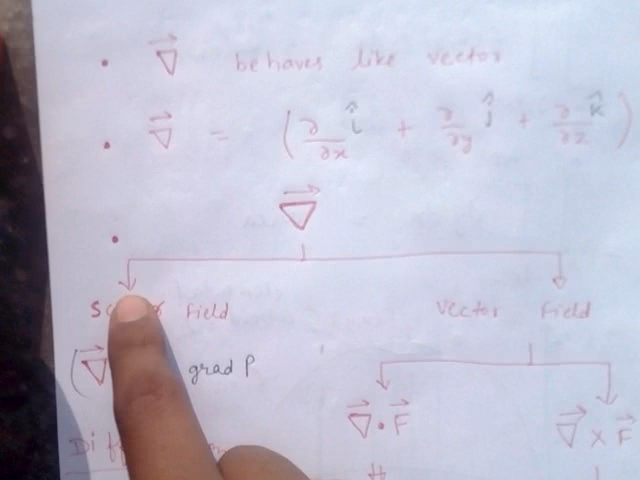 • ∇⃗ behaves like vector
• ∇⃗ = (∂/∂x î + ∂/∂y ĵ + ∂/∂z k̂)
• ∇⃗
Field Vector Field
(∇⃗ grad P
∇⃗ · F⃗ ∇⃗ × F⃗